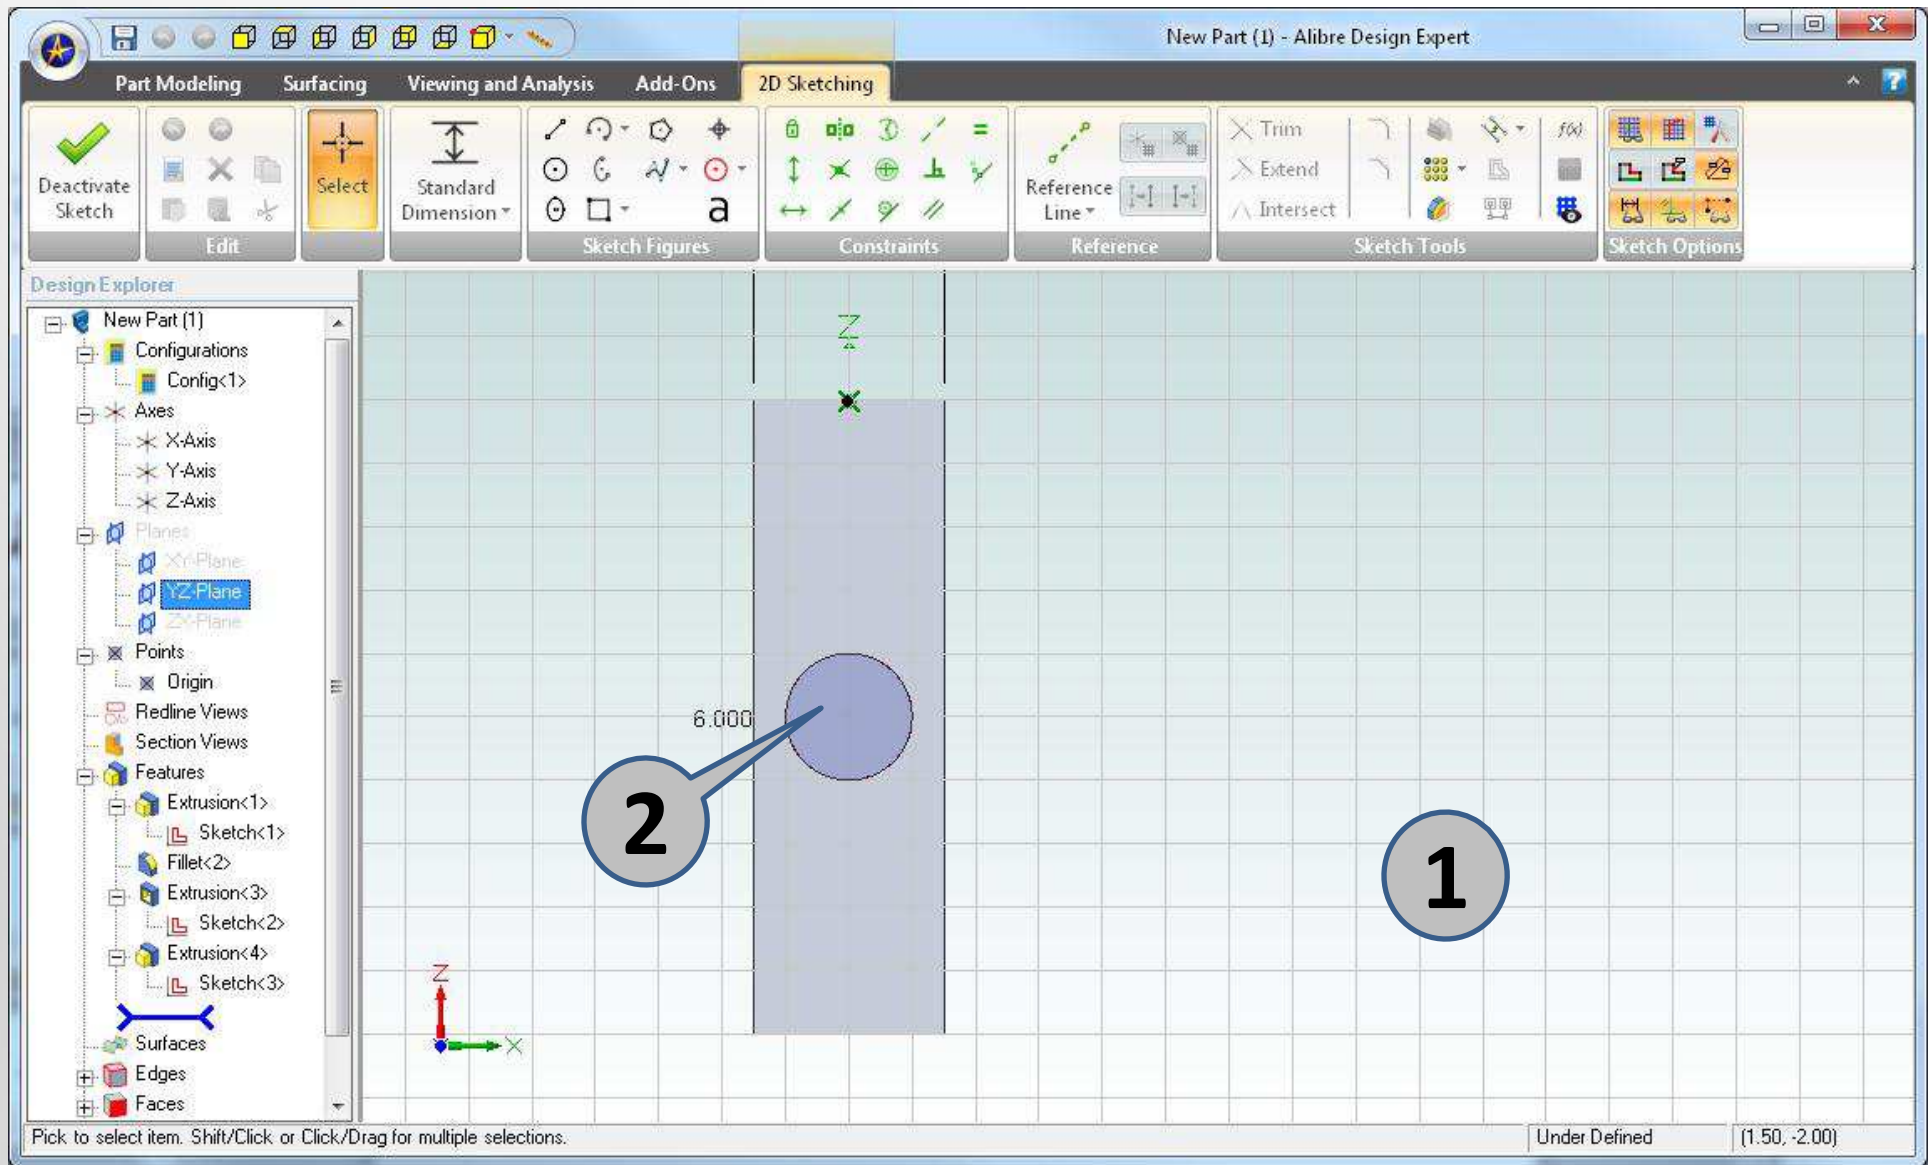 New Part (1) - Alibre Design Expert
Part Modeling Surfacing Viewing and Analysis Add-Ons 2D Sketching
Deactivate
Sketch
Edit
Select
Standard
Dimension
a
Sketch Figures
Constraints
Reference
Line
Reference
Trim
Extend
Intersect
f(x)
Sketch Tools
Sketch Options
Design Explorer
New Part (1)
Configurations
Config<1>
Axes
X-Axis
Y-Axis
Z-Axis
Planes
XY-Plane
YZ-Plane
ZX-Plane
Points
Origin
Redline Views
Section Views
Features
Extrusion<1>
Sketch<1>
Fillet<2>
Extrusion<3>
Sketch<2>
Extrusion<4>
Sketch<3>
Surfaces
Edges
Faces
Z
6.000
2
1
Z
X
Pick to select item. Shift/Click or Click/Drag for multiple selections.
Under Defined
(1.50, -2.00)